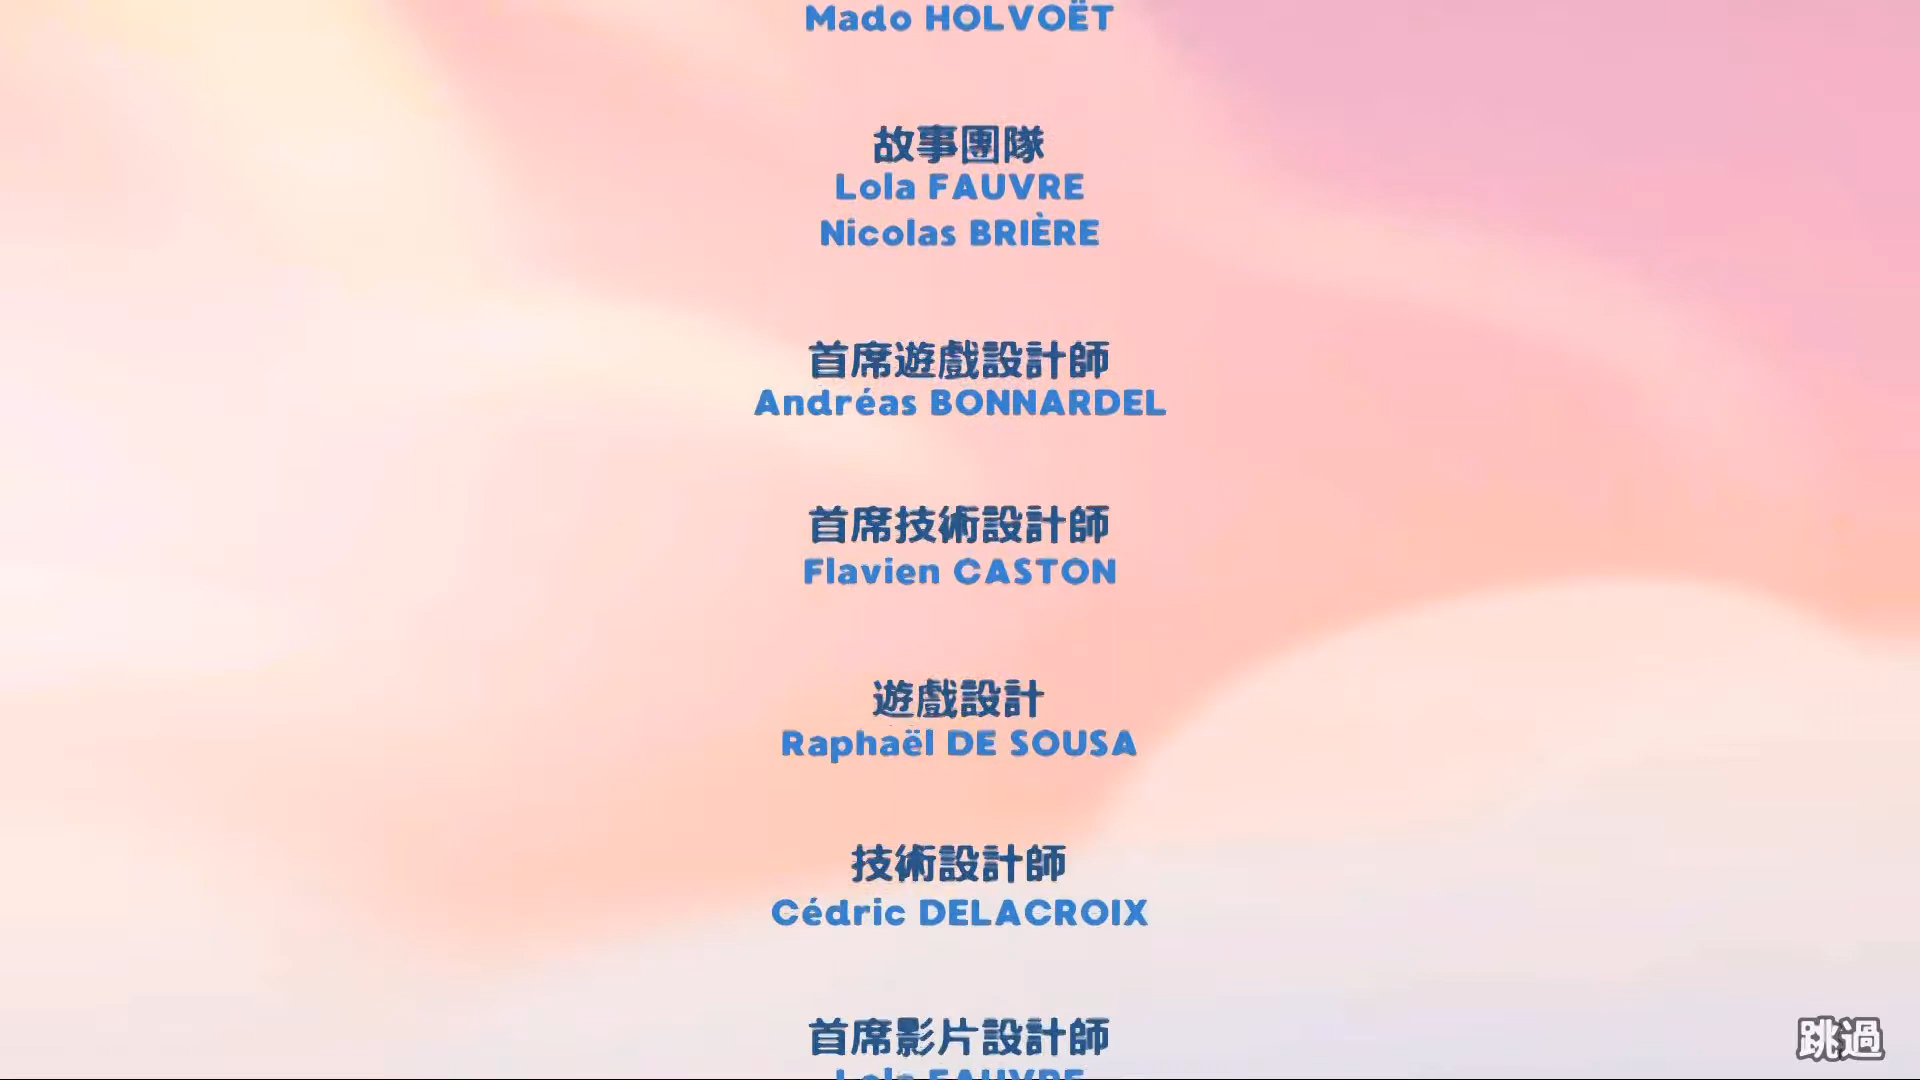 Mado HOLVOËT
故事團隊
Lola FAUVRE
Nicolas BRIÈRE
首席遊戲設計師
Andréas BONNARDEL
首席技術設計師
Flavien CASTON
遊戲設計
Raphaël DE SOUSA
技術設計師
Cédric DELACROIX
首席影片設計師
Lola FAUVRE
跳過